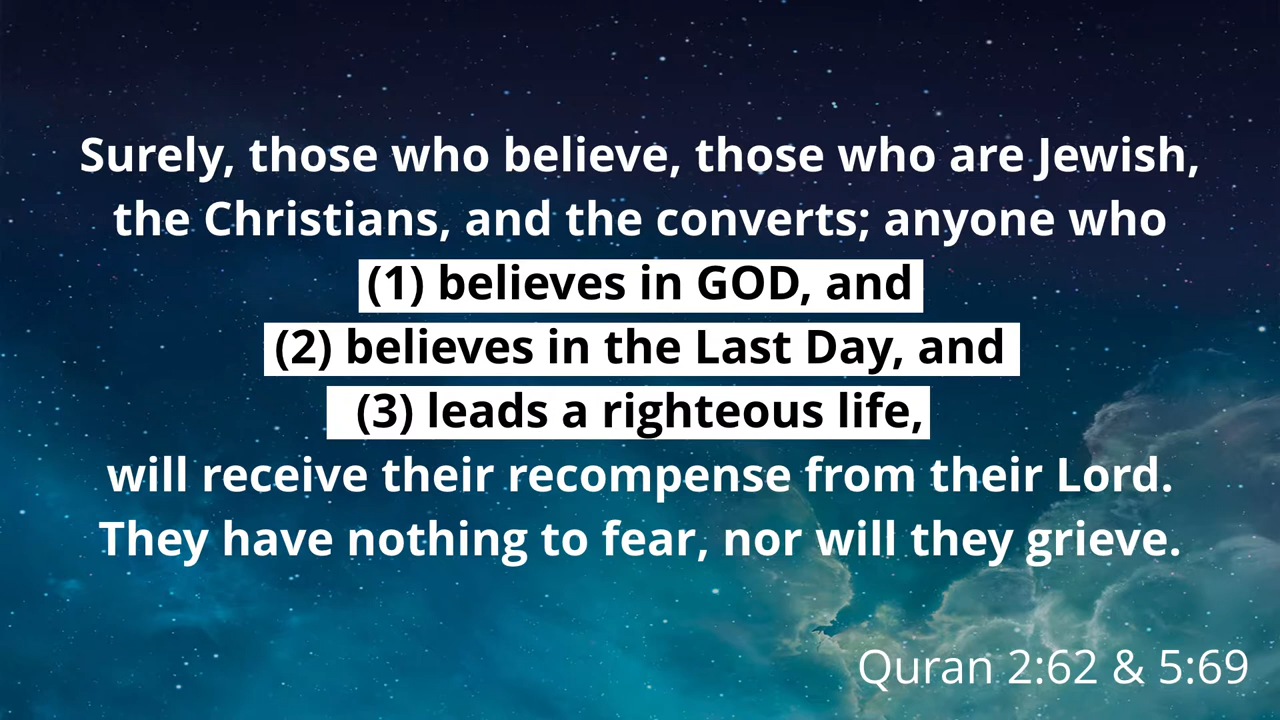 Surely, those who believe, those who are Jewish,
the Christians, and the converts; anyone who
(1) believes in GOD, and
(2) believes in the Last Day, and
(3) leads a righteous life,
will receive their recompense from their Lord.
They have nothing to fear, nor will they grieve.
Quran 2:62 & 5:69